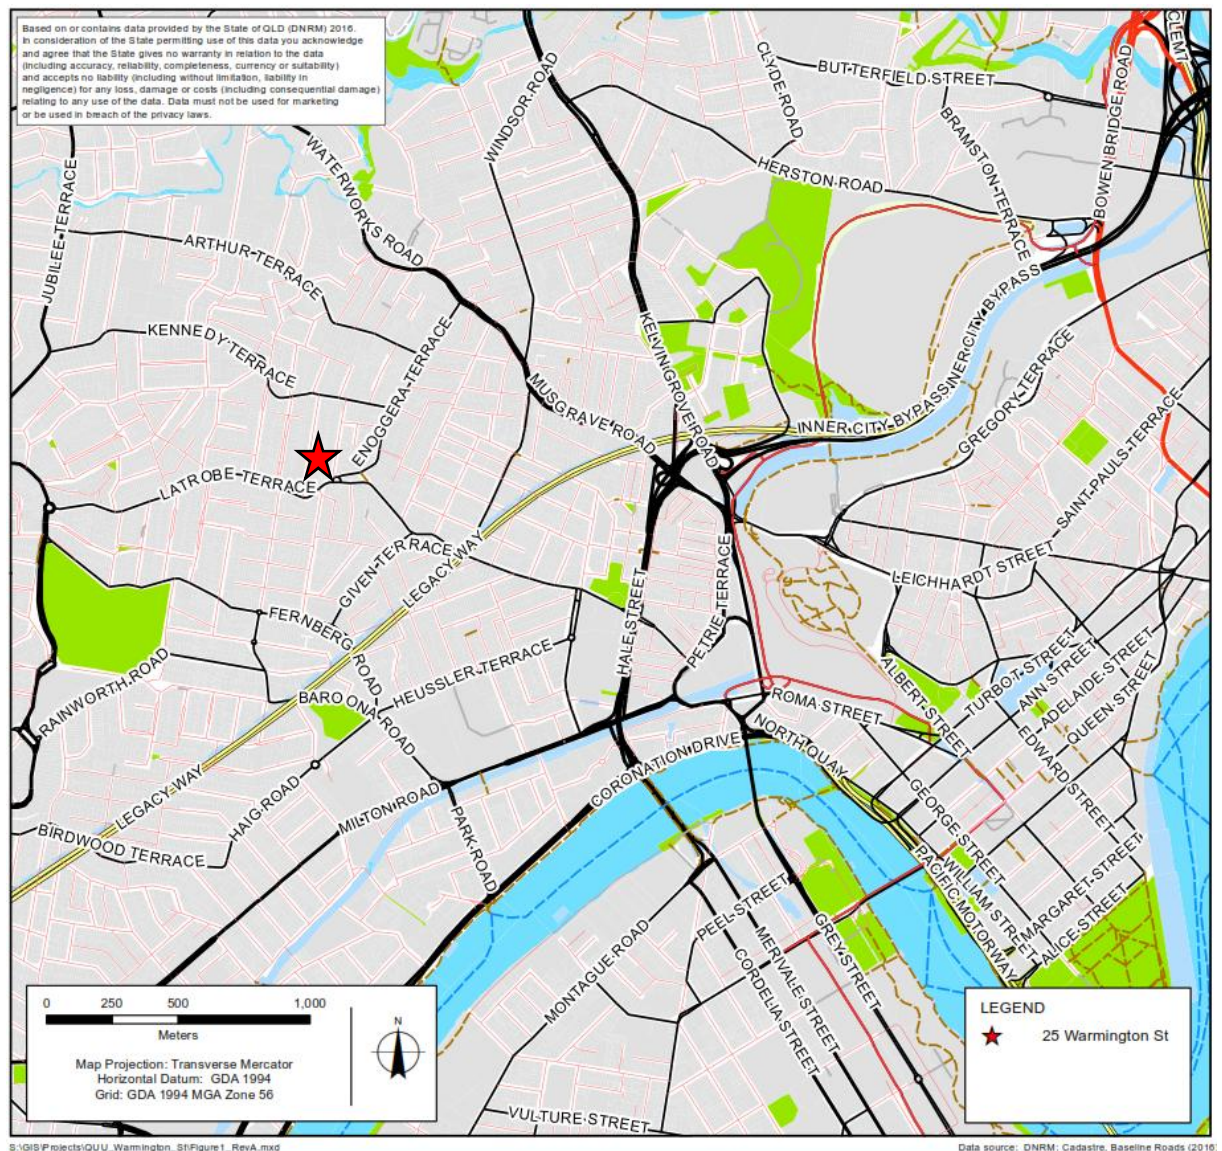 Based on or contains data provided by the State of QLD (DNRM) 2016.
In consideration of the State permitting use of this data you acknowledge
and agree that the State gives no warranty in relation to the data
(including accuracy, reliability, completeness, currency or suitability)
and accepts no liability (including without limitation, liability in
negligence) for any loss, damage or costs (including consequential damage)
relating to any use of the data. Data must not be used for marketing
or be used in breach of the privacy laws.
CLEM7
WINDSOR ROAD
CLYDE ROAD
BUTTERFIELD STREET
BOWEN BRIDGE ROAD
BRAMSTON TERRACE
HERSTON ROAD
WATERWORKS ROAD
JUBILEE TERRACE
ARTHUR TERRACE
KENNEDY TERRACE
ENOGGERA TERRACE
KELVIN GROVE ROAD
MUSGRAVE ROAD
INNER CITY BYPASS
INNER CITY BYPASS
GREGORY TERRACE
SAINT PAULS TERRACE
LATROBE TERRACE
GIVEN TERRACE
LEGACY WAY
LEICHHARDT STREET
HALE STREET
PETRIE TERRACE
FERNBERG ROAD
HEUSSLER TERRACE
RAINWORTH ROAD
BAROONA ROAD
ROMA STREET
ALBERT STREET
TURBOT STREET
ANN STREET
ADELAIDE STREET
QUEEN STREET
EDWARD STREET
NORTH QUAY
CORONATION DRIVE
LEGACY WAY
HAIG ROAD
MILTON ROAD
BIRDWOOD TERRACE
PARK ROAD
GEORGE STREET
WILLIAM STREET
PACIFIC MOTORWAY
MARGARET STREET
ALICE STREET
PEEL STREET
MONTAGUE ROAD
MERIVALE STREET
CORDELIA STREET
GREY STREET
VULTURE STREET
0 250 500 1,000
Meters
N
Map Projection: Transverse Mercator
Horizontal Datum: GDA 1994
Grid: GDA 1994 MGA Zone 56
LEGEND
25 Warmington St
S:\GIS\Projects\QUU_Warmington_St\Figure1_RevA.mxd
Data source: DNRM: Cadastre, Baseline Roads (2016)